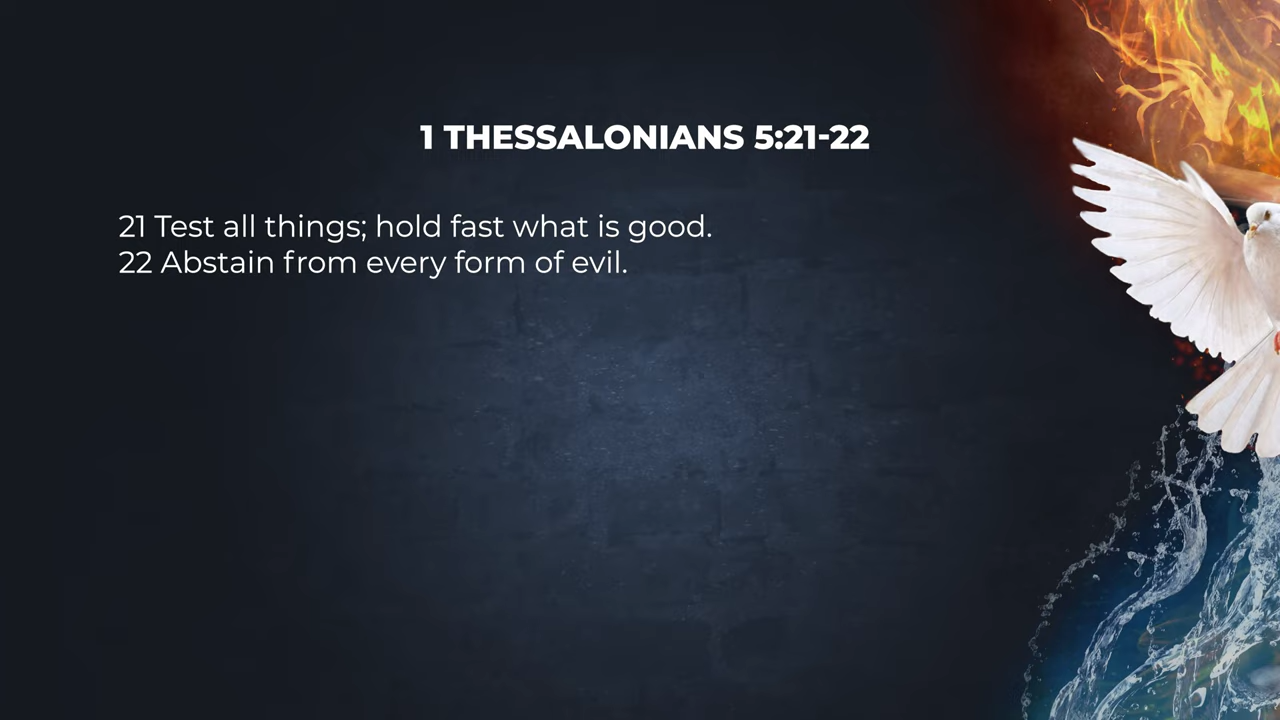 1 THESSALONIANS 5:21-22
21 Test all things; hold fast what is good.
22 Abstain from every form of evil.